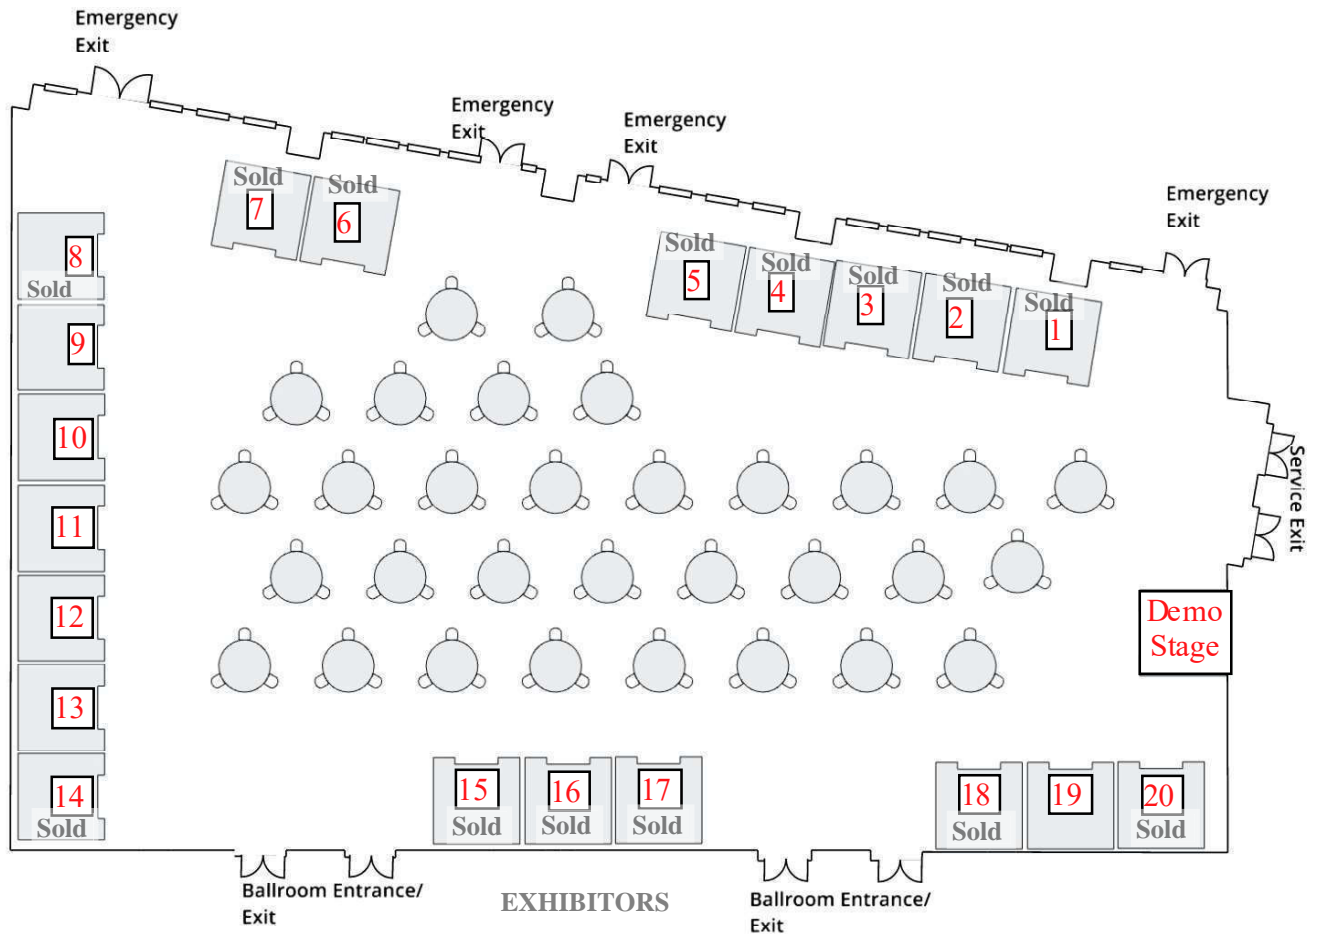 Emergency
Exit
Emergency
Exit
Emergency
Exit
Emergency
Exit
Sold
7
Sold
6
Sold
5
Sold
4
Sold
3
Sold
2
Sold
1
8
Sold
9
10
11
12
13
14
Sold
Service Exit
Demo
Stage
15
Sold
16
Sold
17
Sold
18
Sold
19
20
Sold
Ballroom Entrance/
Exit
EXHIBITORS
Ballroom Entrance/
Exit